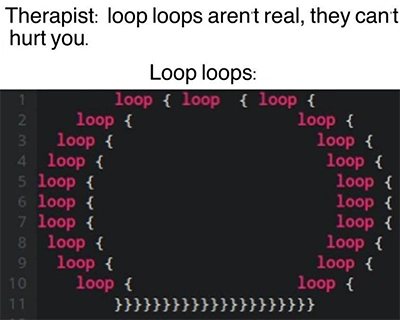 Therapist: loop loops aren't real, they can't
hurt you.
Loop loops:
1 loop { loop { loop {
2 loop { loop {
3 loop { loop {
4 loop { loop {
5 loop { loop {
6 loop { loop {
7 loop { loop {
8 loop { loop {
9 loop { loop {
10 loop { loop {
11 }}}}}}}}}}}}}}}}}}}}}